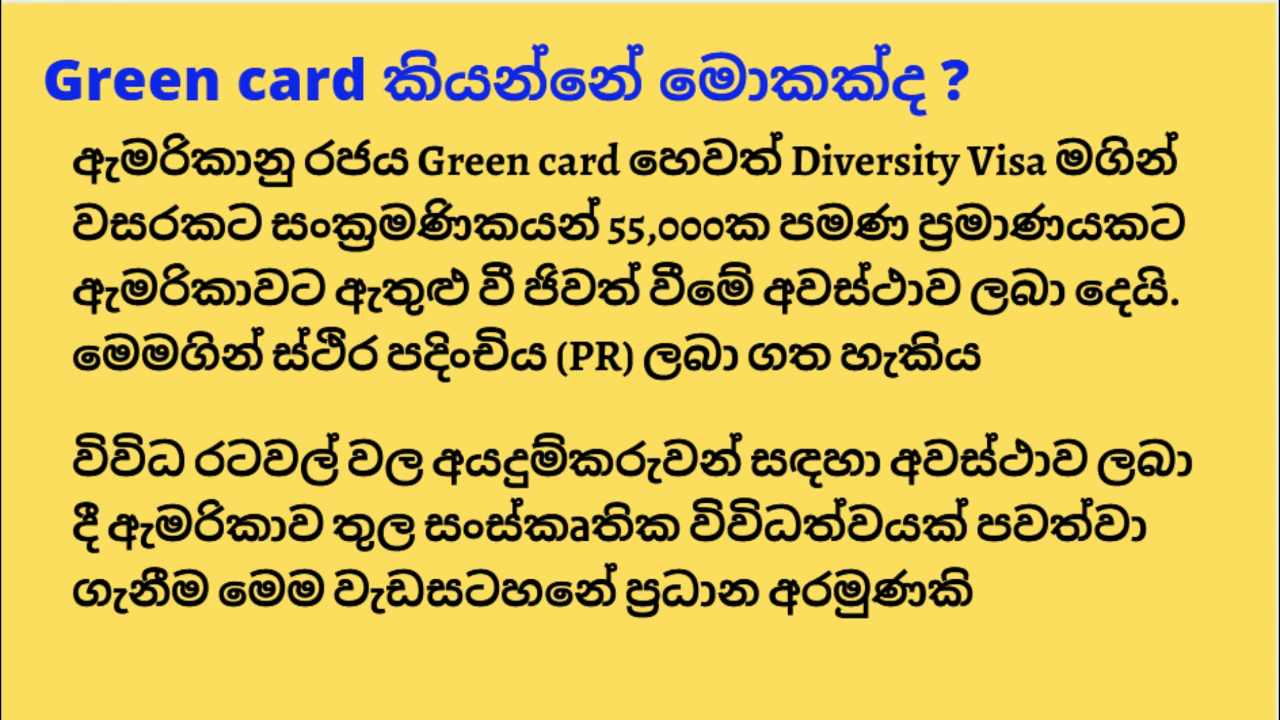 Green card කියන්නේ මොකක්ද ?
ඇමරිකානු රජය Green card හෙවත් Diversity Visa මගින්
වසරකට සංක්‍රමණිකයන් 55,000ක පමණ ප්‍රමාණයකට
ඇමරිකාවට ඇතුළු වී ජිවත් වීමේ අවස්ථාව ලබා දෙයි.
මෙමගින් ස්ථිර පදිංචිය (PR) ලබා ගත හැකිය
විවිධ රටවල් වල අයදුම්කරුවන් සඳහා අවස්ථාව ලබා
දී ඇමරිකාව තුල සංස්කෘතික විවිධත්වයක් පවත්වා
ගැනීම මෙම වැඩසටහනේ ප්‍රධාන අරමුණකි